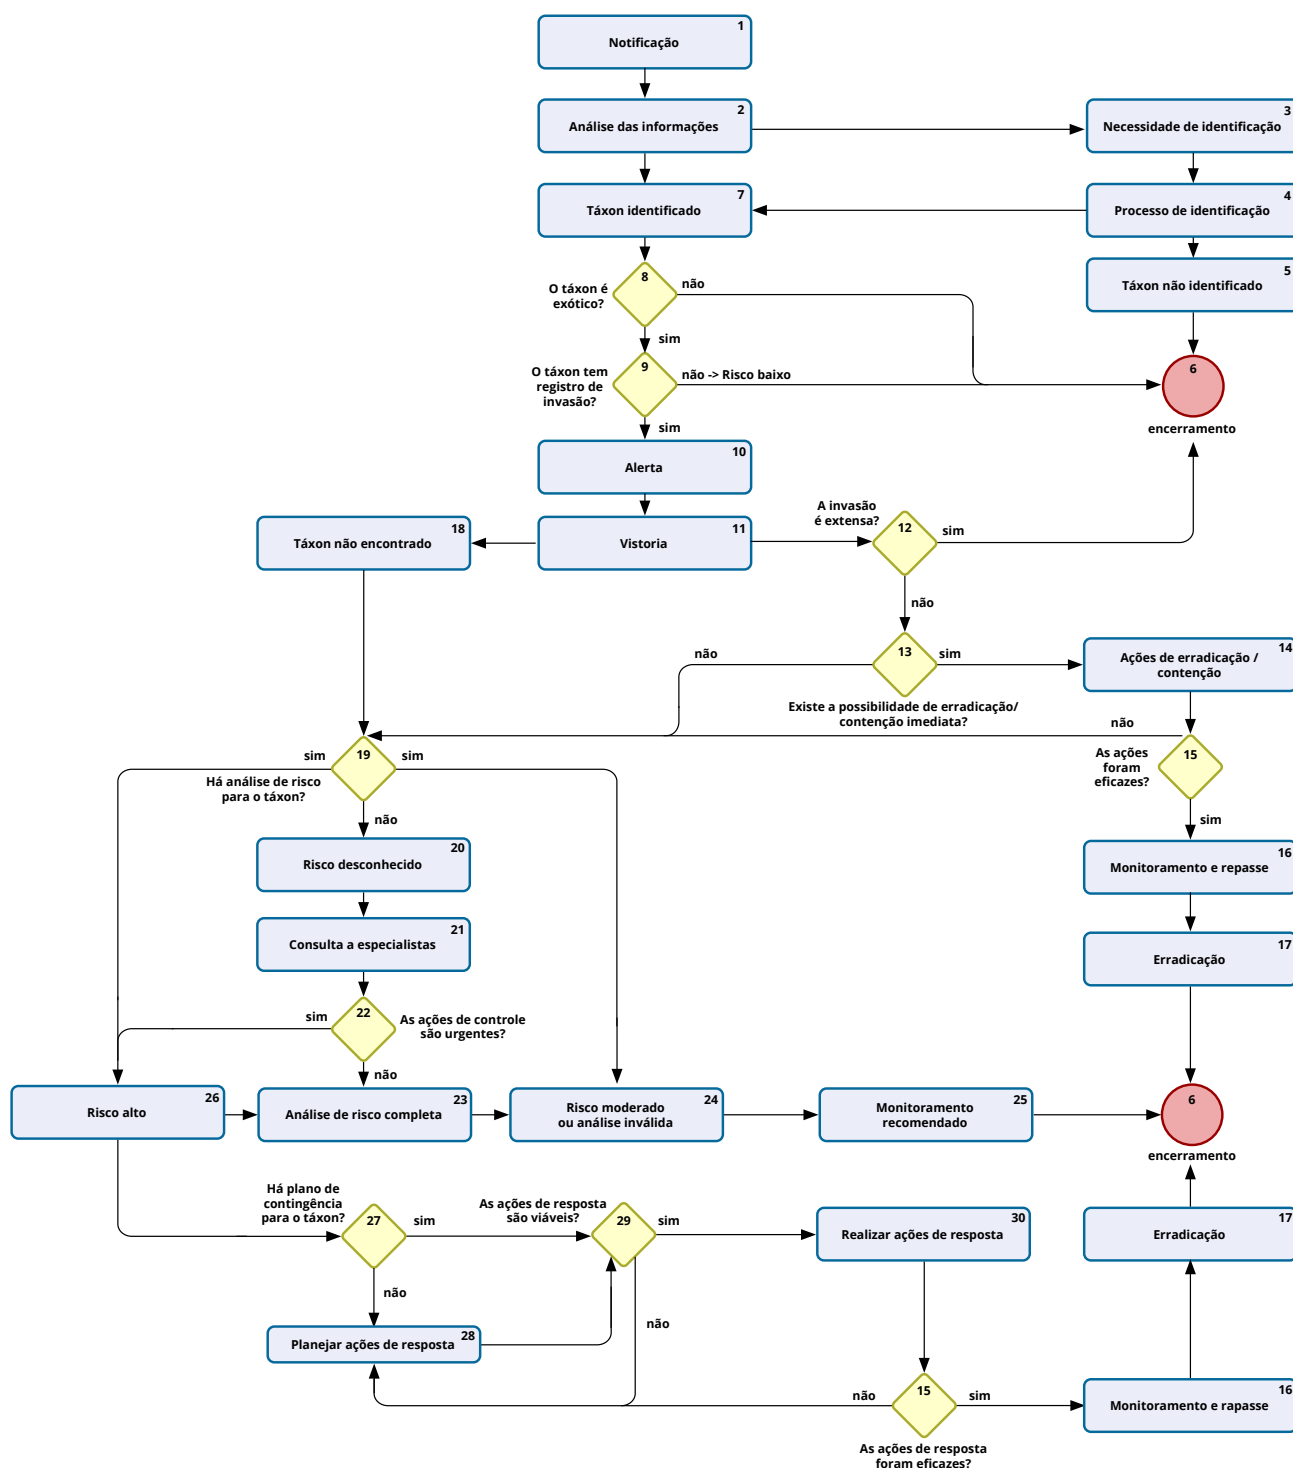 1
Notificação
2
Análise das informações
3
Necessidade de identificação
7
Táxon identificado
4
Processo de identificação
5
Táxon não identificado
8
O táxon é
exótico?
não
sim
9
O táxon tem
registro de
invasão?
não -> Risco baixo
sim
6
encerramento
10
Alerta
18
Táxon não encontrado
11
Vistoria
A invasão
é extensa?
12
sim
não
13
não
sim
Existe a possibilidade de erradicação/
contenção imediata?
14
Ações de erradicação /
contenção
não
15
As ações
foram
eficazes?
sim
19
sim
sim
Há análise de risco
para o táxon?
não
20
Risco desconhecido
16
Monitoramento e repasse
21
Consulta a especialistas
17
Erradicação
22
sim
As ações de controle
são urgentes?
não
26
Risco alto
23
Análise de risco completa
24
Risco moderado
ou análise inválida
25
Monitoramento
recomendado
6
encerramento
Há plano de
contingência
para o táxon?
27
sim
não
As ações de resposta
são viáveis?
29
sim
não
30
Realizar ações de resposta
17
Erradicação
28
Planejar ações de resposta
15
não
sim
As ações de resposta
foram eficazes?
16
Monitoramento e rapasse